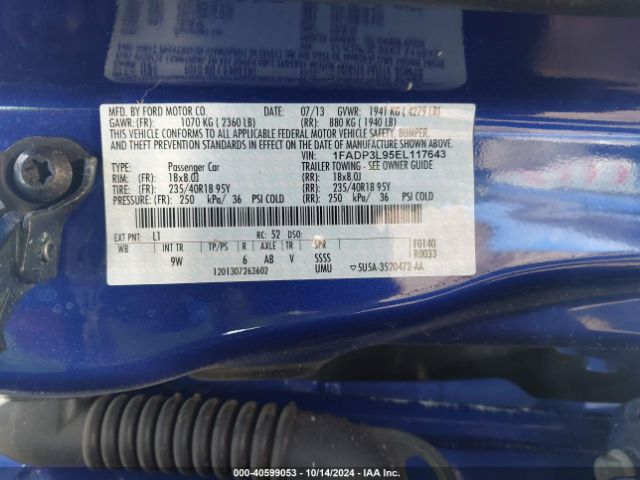 MFD. BY FORD MOTOR CO. DATE: 07/13 GVWR: 1941 KG ( 4279 LB)
GAWR: (FR): 1070 KG ( 2360 LB) (RR): 880 KG ( 1940 LB)
THIS VEHICLE CONFORMS TO ALL APPLICABLE FEDERAL MOTOR VEHICLE SAFETY, BUMPER,
AND THEFT PREVENTION STANDARDS IN EFFECT ON THE DATE OF MANUFACTURE SHOWN ABOVE.
VIN: 1FADP3L95EL117643
TYPE: Passenger Car TRAILER TOWING - SEE OWNER GUIDE
RIM: (FR): 18x8.0J (RR): 18x8.0J
TIRE: (FR): 235/40R18 95Y (RR): 235/40R18 95Y
PRESSURE: (FR): 250 kPa/ 36 PSI COLD (RR): 250 kPa/ 36 PSI COLD
EXT PNT: L1 RC: 52 DSO:
WB INT TR TP/PS R AXLE TR SPR F0140
9W 6 AB V SSSS R0033
1201307263602 UMU 5U5A-3520472-AA
000-40599053 - 10/14/2024 - IAA Inc.